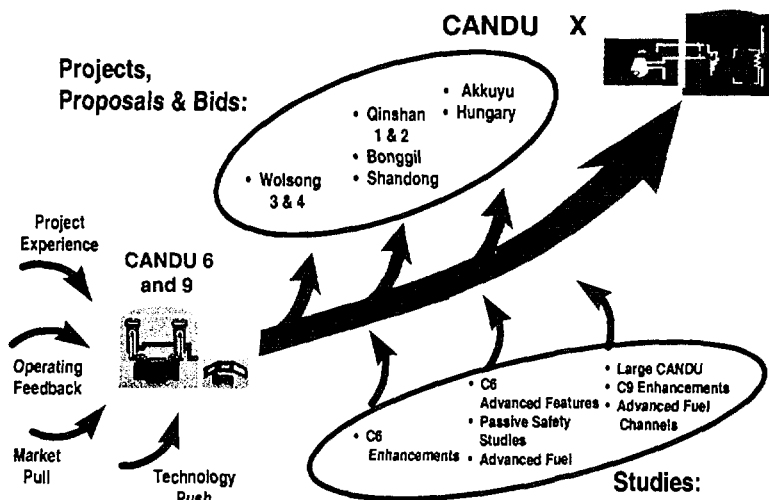 CANDU X
Projects,
Proposals & Bids:
• Akkuyu
• Hungary
• Qinshan
1 & 2
• Bonggil
• Shandong
• Wolsong
3 & 4
Project
Experience
CANDU 6
and 9
Operating
Feedback
Market
Pull
Technology
Push
• C6
Enhancements
• C6
Advanced Features
• Passive Safety
Studies
• Advanced Fuel
• Large CANDU
• C9 Enhancements
• Advanced Fuel
Channels
Studies: